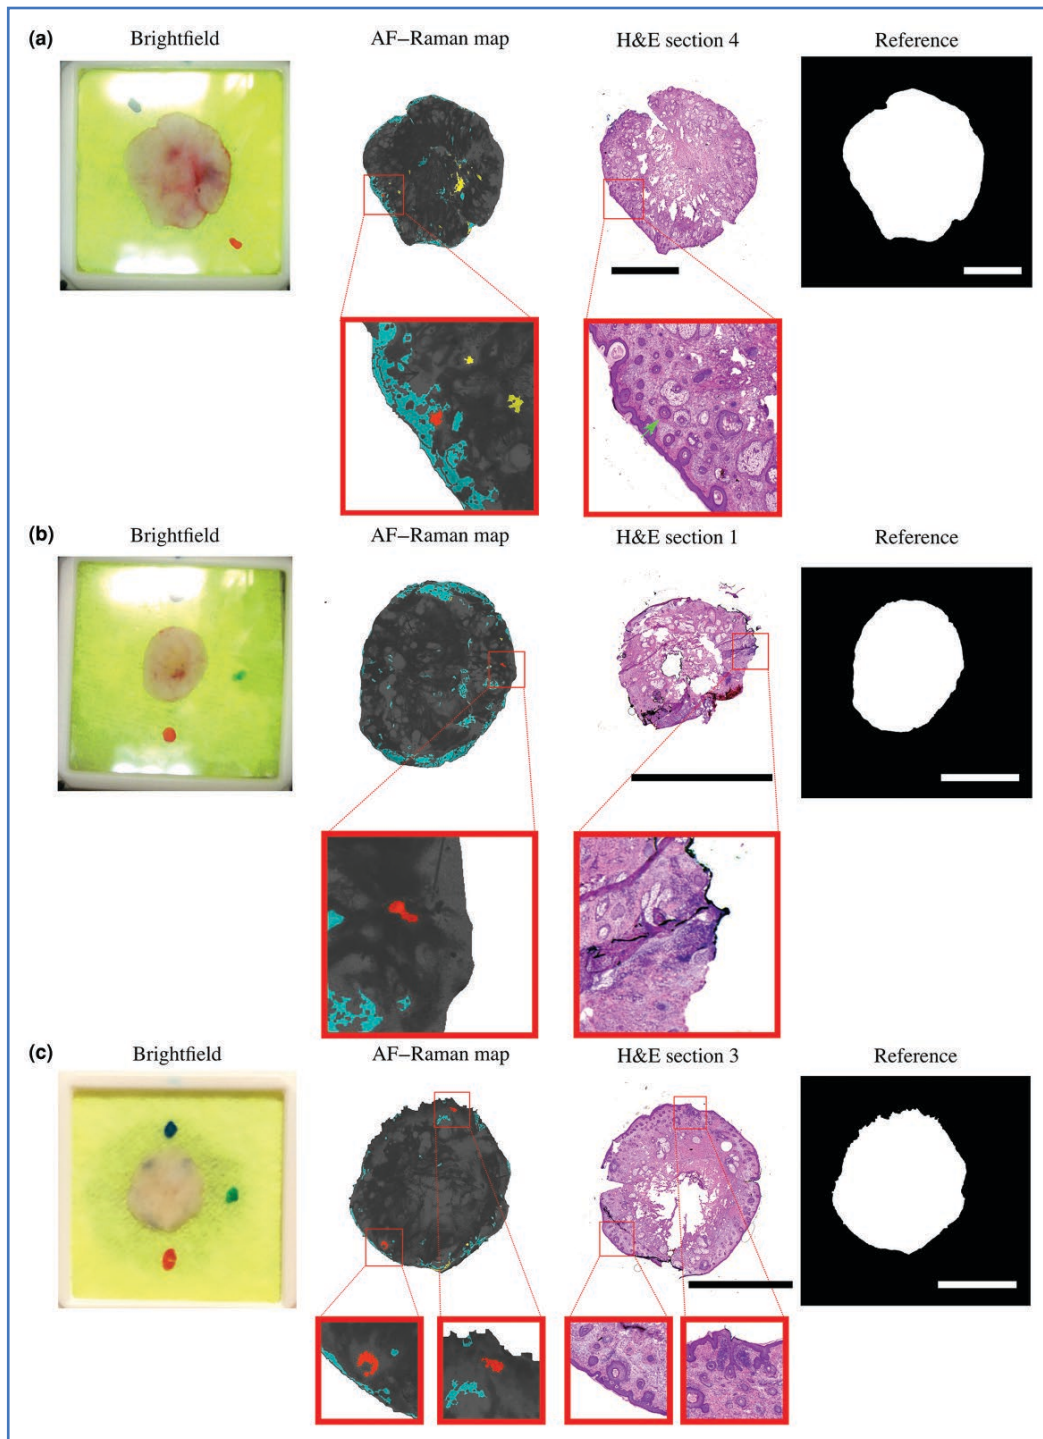 (a) Brightfield AF–Raman map H&E section 4 Reference
(b) Brightfield AF–Raman map H&E section 1 Reference
(c) Brightfield AF–Raman map H&E section 3 Reference